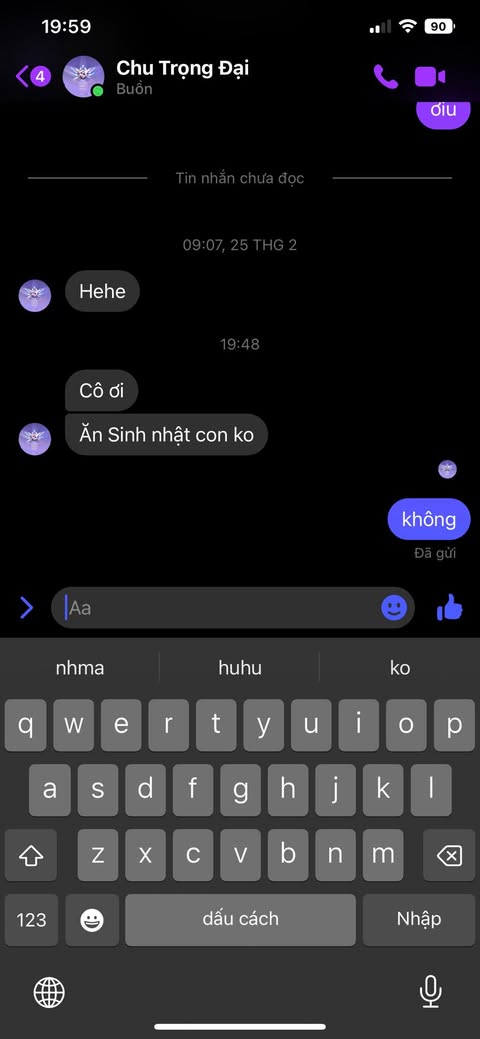 19:59
90
4
Chu Trọng Đại
Buồn
ơiu
Tin nhắn chưa đọc
09:07, 25 THG 2
Hehe
19:48
Cô ơi
Ăn Sinh nhật con ko
không
Đã gửi
Aa
nhma huhu ko
q w e r t y u i o p
a s d f g h j k l
z x c v b n m
123 dấu cách Nhập